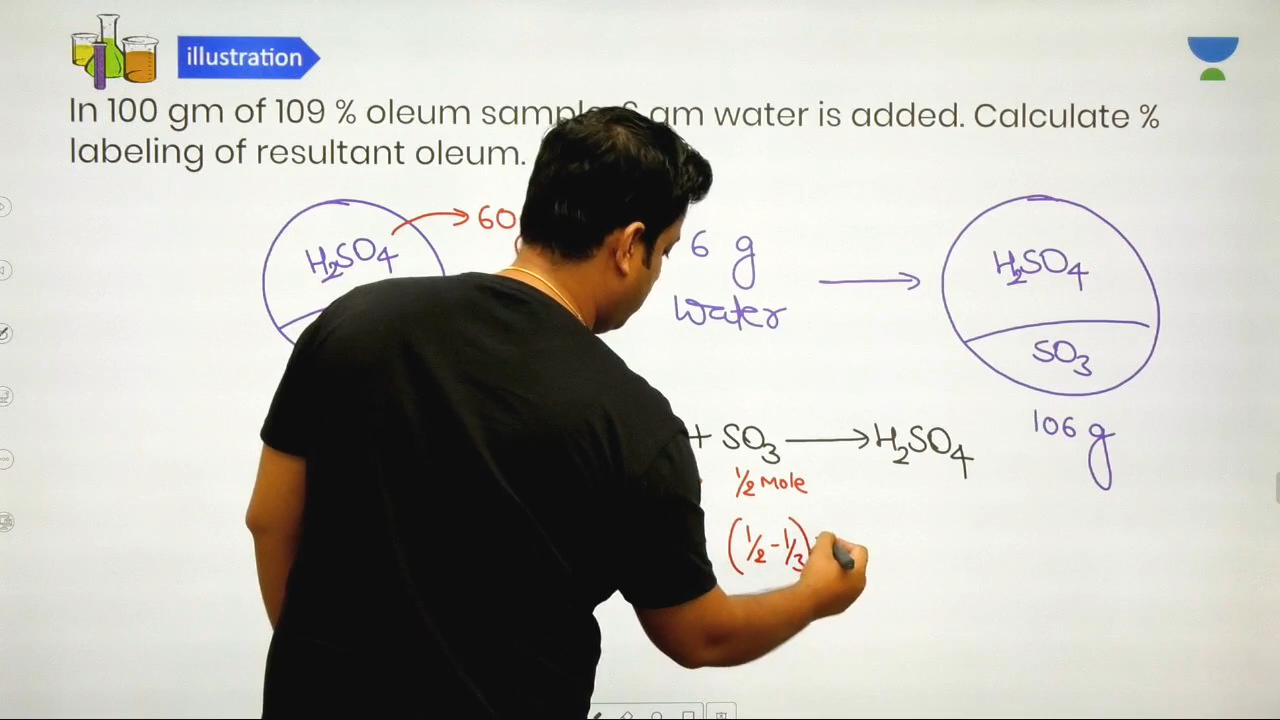 illustration
In 100 gm of 109 % oleum gm water is added. Calculate %
labeling of resultant oleum.
H₂SO₄ → 60
6 g
Water
→
H₂SO₄
SO₃
106 g
+ SO₃ → H₂SO₄
½ Mole
(½ - ⅓)